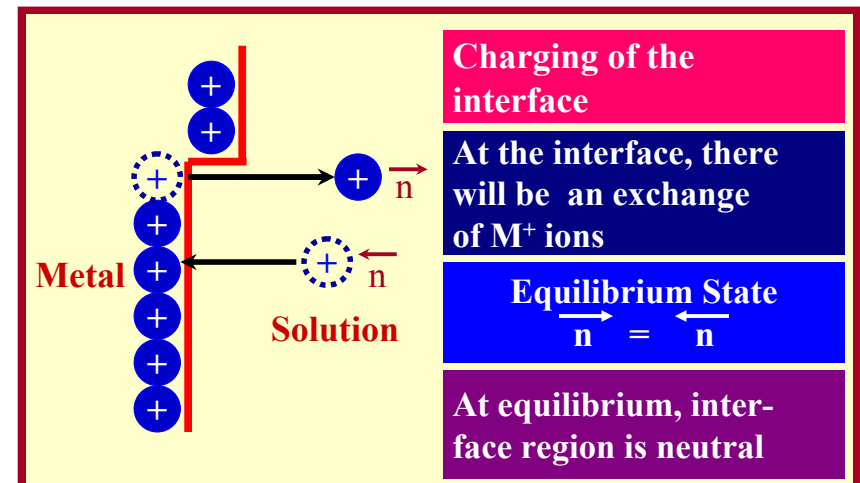 Charging of the
interface
At the interface, there
will be an exchange
of M⁺ ions
Equilibrium State
n = n
At equilibrium, inter-
face region is neutral
+
+
+
+
n
+
Metal
+
+
n
Solution
+
+
+